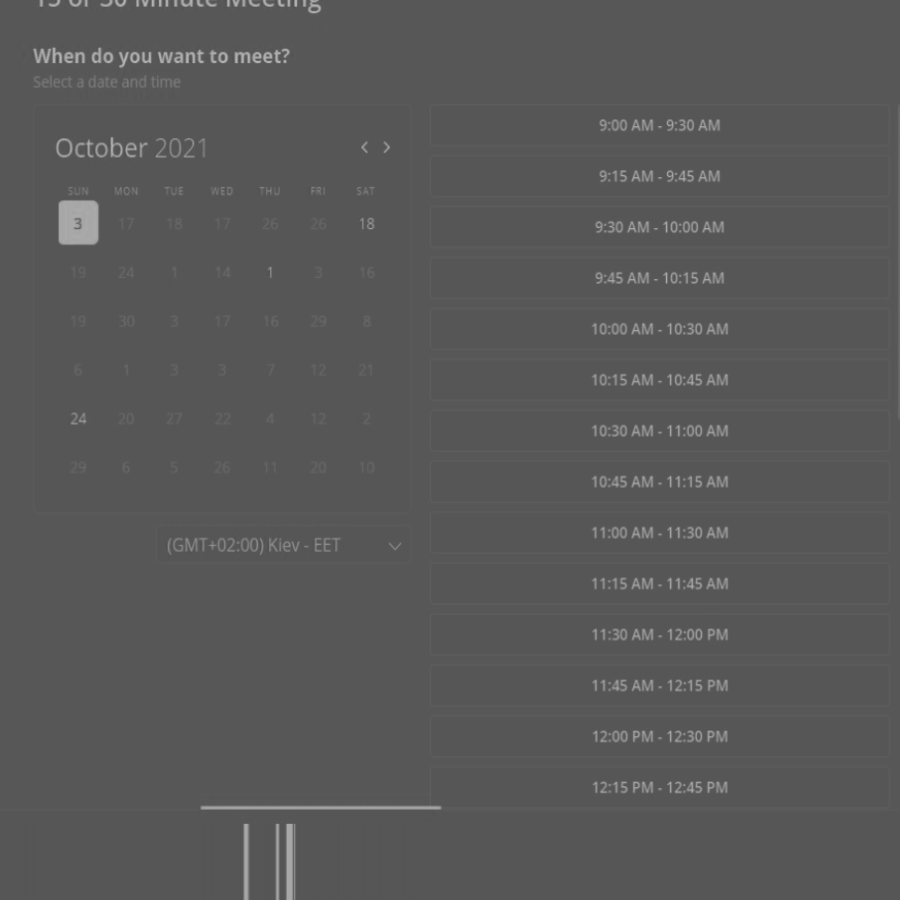 15 or 30 Minute Meeting
When do you want to meet?
Select a date and time
October 2021
SUN MON TUE WED THU FRI SAT
3 17 18 17 26 26 18
19 24 1 14 1 3 16
19 30 3 17 16 29 8
6 1 3 3 7 12 21
24 20 27 22 4 12 2
29 6 5 26 11 20 10
(GMT+02:00) Kiev - EET
9:00 AM - 9:30 AM
9:15 AM - 9:45 AM
9:30 AM - 10:00 AM
9:45 AM - 10:15 AM
10:00 AM - 10:30 AM
10:15 AM - 10:45 AM
10:30 AM - 11:00 AM
10:45 AM - 11:15 AM
11:00 AM - 11:30 AM
11:15 AM - 11:45 AM
11:30 AM - 12:00 PM
11:45 AM - 12:15 PM
12:00 PM - 12:30 PM
12:15 PM - 12:45 PM